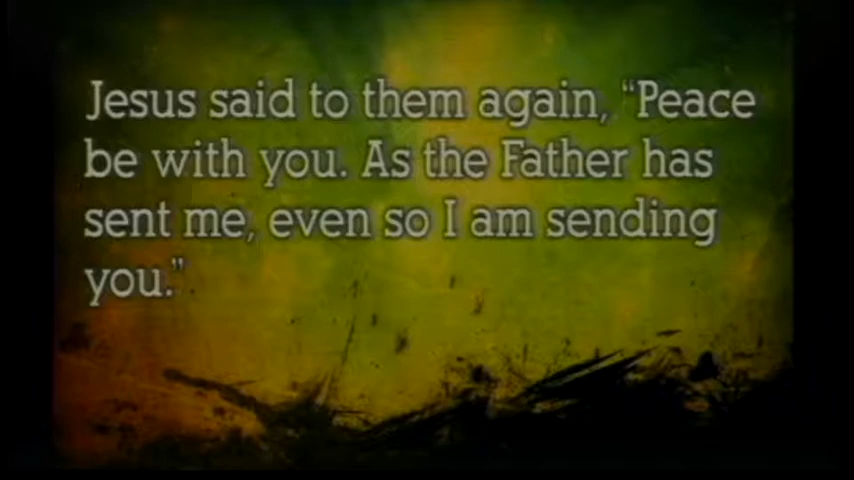 Jesus said to them again, “Peace
be with you. As the Father has
sent me, even so I am sending
you.”